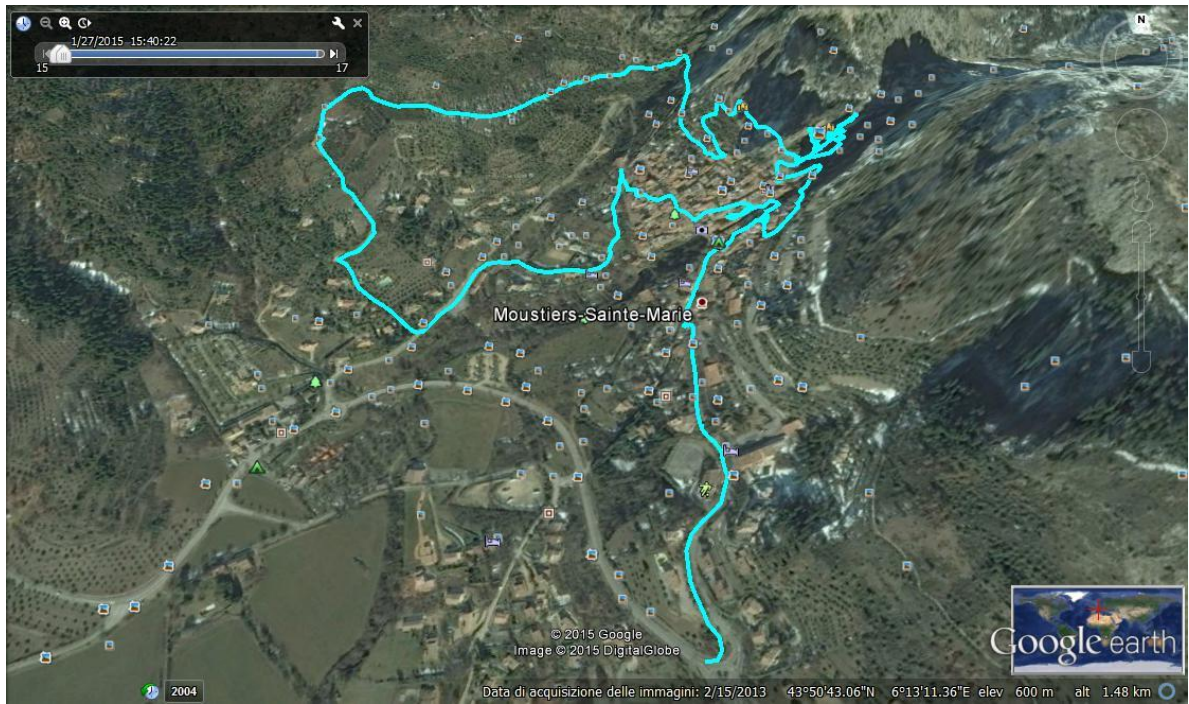 1/27/2015 15:40:22
15 17
N
Moustiers-Sainte-Marie
© 2015 Google
Image © 2015 DigitalGlobe
Google earth
2004
Data di acquisizione delle immagini: 2/15/2013 43°50'43.06"N 6°13'11.36"E elev 600 m alt 1.48 km